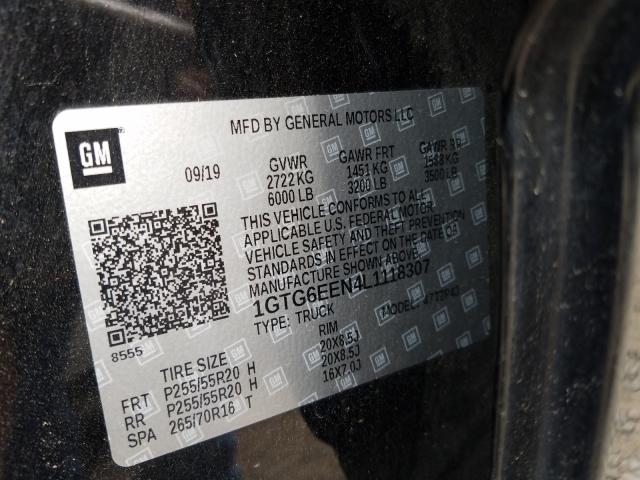 MFD BY GENERAL MOTORS LLC
GM
09/19 GVWR GAWR FRT GAWR RR
2722 KG 1451 KG 1588 KG
6000 LB 3200 LB 3500 LB
THIS VEHICLE CONFORMS TO ALL
APPLICABLE U.S. FEDERAL MOTOR
VEHICLE SAFETY AND THEFT PREVENTION
STANDARDS IN EFFECT ON THE DATE OF
MANUFACTURE SHOWN ABOVE.
1GTG6EEN4L1118307
TYPE: TRUCK MODEL:
8555
TIRE SIZE RIM
FRT P255/55R20 H 20X8.5J
RR P255/55R20 H 20X8.5J
SPA 265/70R16 T 16X7.0J